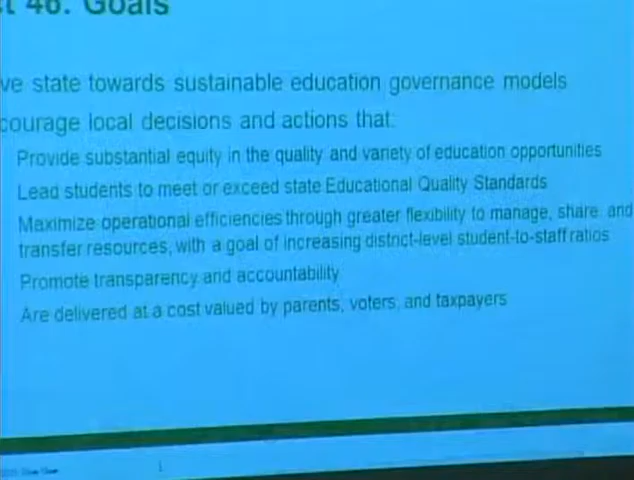 t 46: Goals
ve state towards sustainable education governance models
courage local decisions and actions that:
Provide substantial equity in the quality and variety of education opportunities
Lead students to meet or exceed state Educational Quality Standards
Maximize operational efficiencies through greater flexibility to manage, share, and
transfer resources, with a goal of increasing district-level student-to-staff ratios
Promote transparency and accountability
Are delivered at a cost valued by parents, voters, and taxpayers